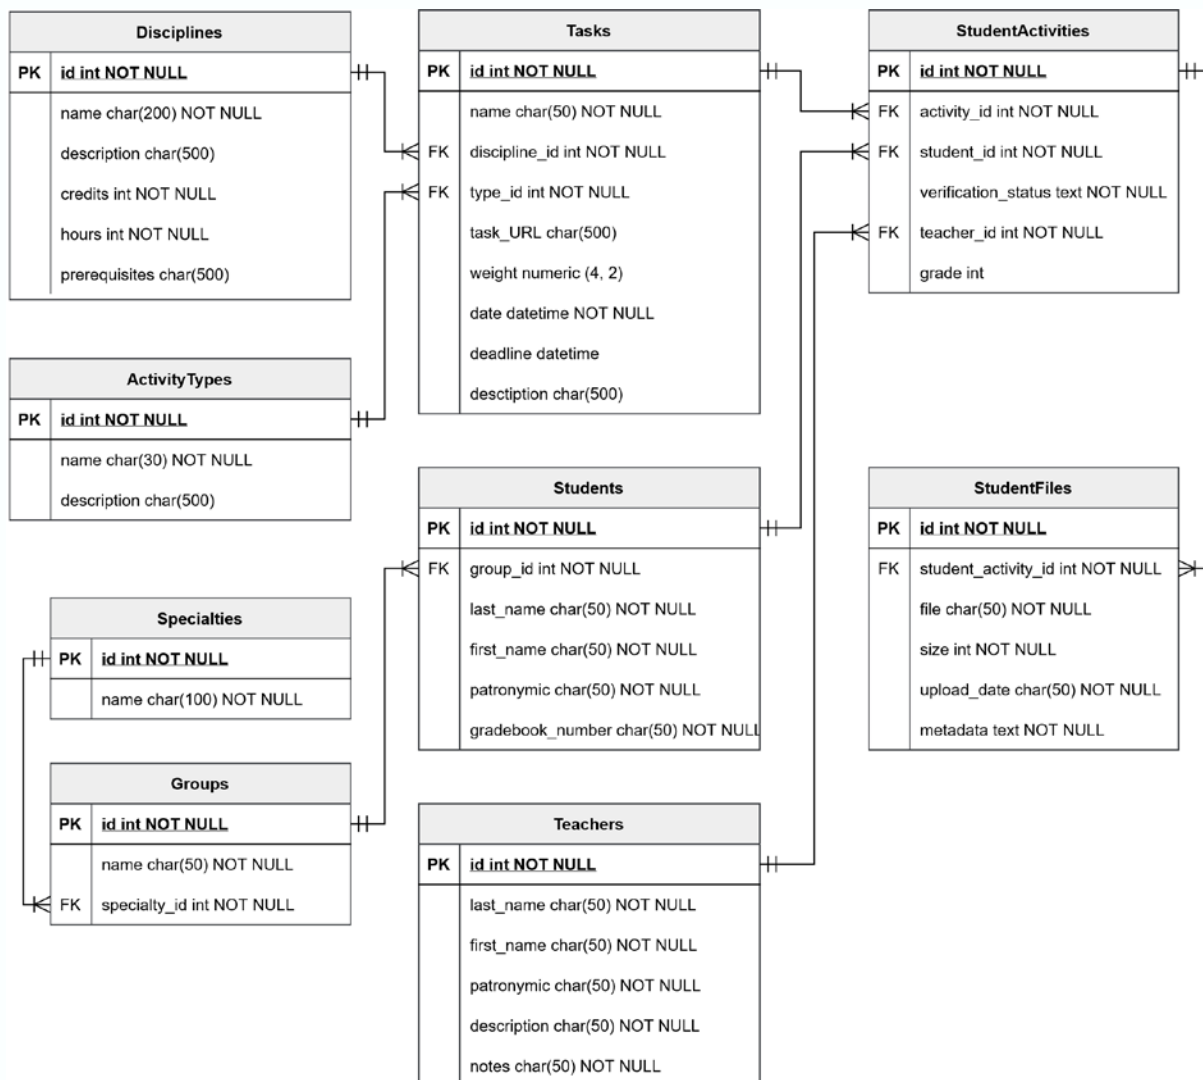 Disciplines
PK id int NOT NULL
name char(200) NOT NULL
description char(500)
credits int NOT NULL
hours int NOT NULL
prerequisites char(500)
ActivityTypes
PK id int NOT NULL
name char(30) NOT NULL
description char(500)
Specialties
PK id int NOT NULL
name char(100) NOT NULL
Groups
PK id int NOT NULL
name char(50) NOT NULL
FK specialty_id int NOT NULL
Tasks
PK id int NOT NULL
name char(50) NOT NULL
FK discipline_id int NOT NULL
FK type_id int NOT NULL
task_URL char(500)
weight numeric (4, 2)
date datetime NOT NULL
deadline datetime
desctiption char(500)
Students
PK id int NOT NULL
FK group_id int NOT NULL
last_name char(50) NOT NULL
first_name char(50) NOT NULL
patronymic char(50) NOT NULL
gradebook_number char(50) NOT NULL
Teachers
PK id int NOT NULL
last_name char(50) NOT NULL
first_name char(50) NOT NULL
patronymic char(50) NOT NULL
description char(50) NOT NULL
notes char(50) NOT NULL
StudentActivities
PK id int NOT NULL
FK activity_id int NOT NULL
FK student_id int NOT NULL
verification_status text NOT NULL
FK teacher_id int NOT NULL
grade int
StudentFiles
PK id int NOT NULL
FK student_activity_id int NOT NULL
file char(50) NOT NULL
size int NOT NULL
upload_date char(50) NOT NULL
metadata text NOT NULL